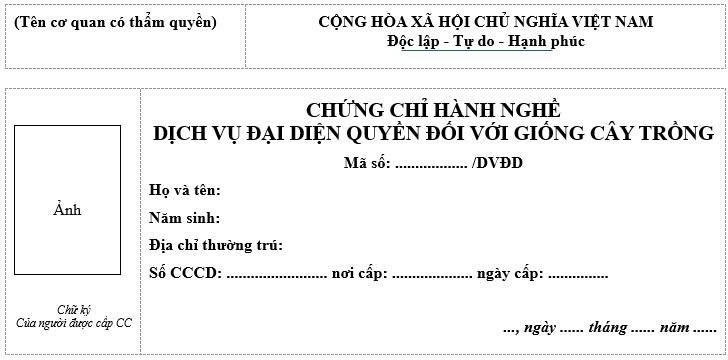 (Tên cơ quan có thẩm quyền)
CỘNG HÒA XÃ HỘI CHỦ NGHĨA VIỆT NAM
Độc lập - Tự do - Hạnh phúc
CHỨNG CHỈ HÀNH NGHỀ
DỊCH VỤ ĐẠI DIỆN QUYỀN ĐỐI VỚI GIỐNG CÂY TRỒNG
Mã số: ................... /DVĐD
Họ và tên:
Năm sinh:
Địa chỉ thường trú:
Số CCCD: .......................... nơi cấp: ..................... ngày cấp: ................
Ảnh
Chữ ký
Của người được cấp CC
..., ngày ...... tháng ...... năm ......